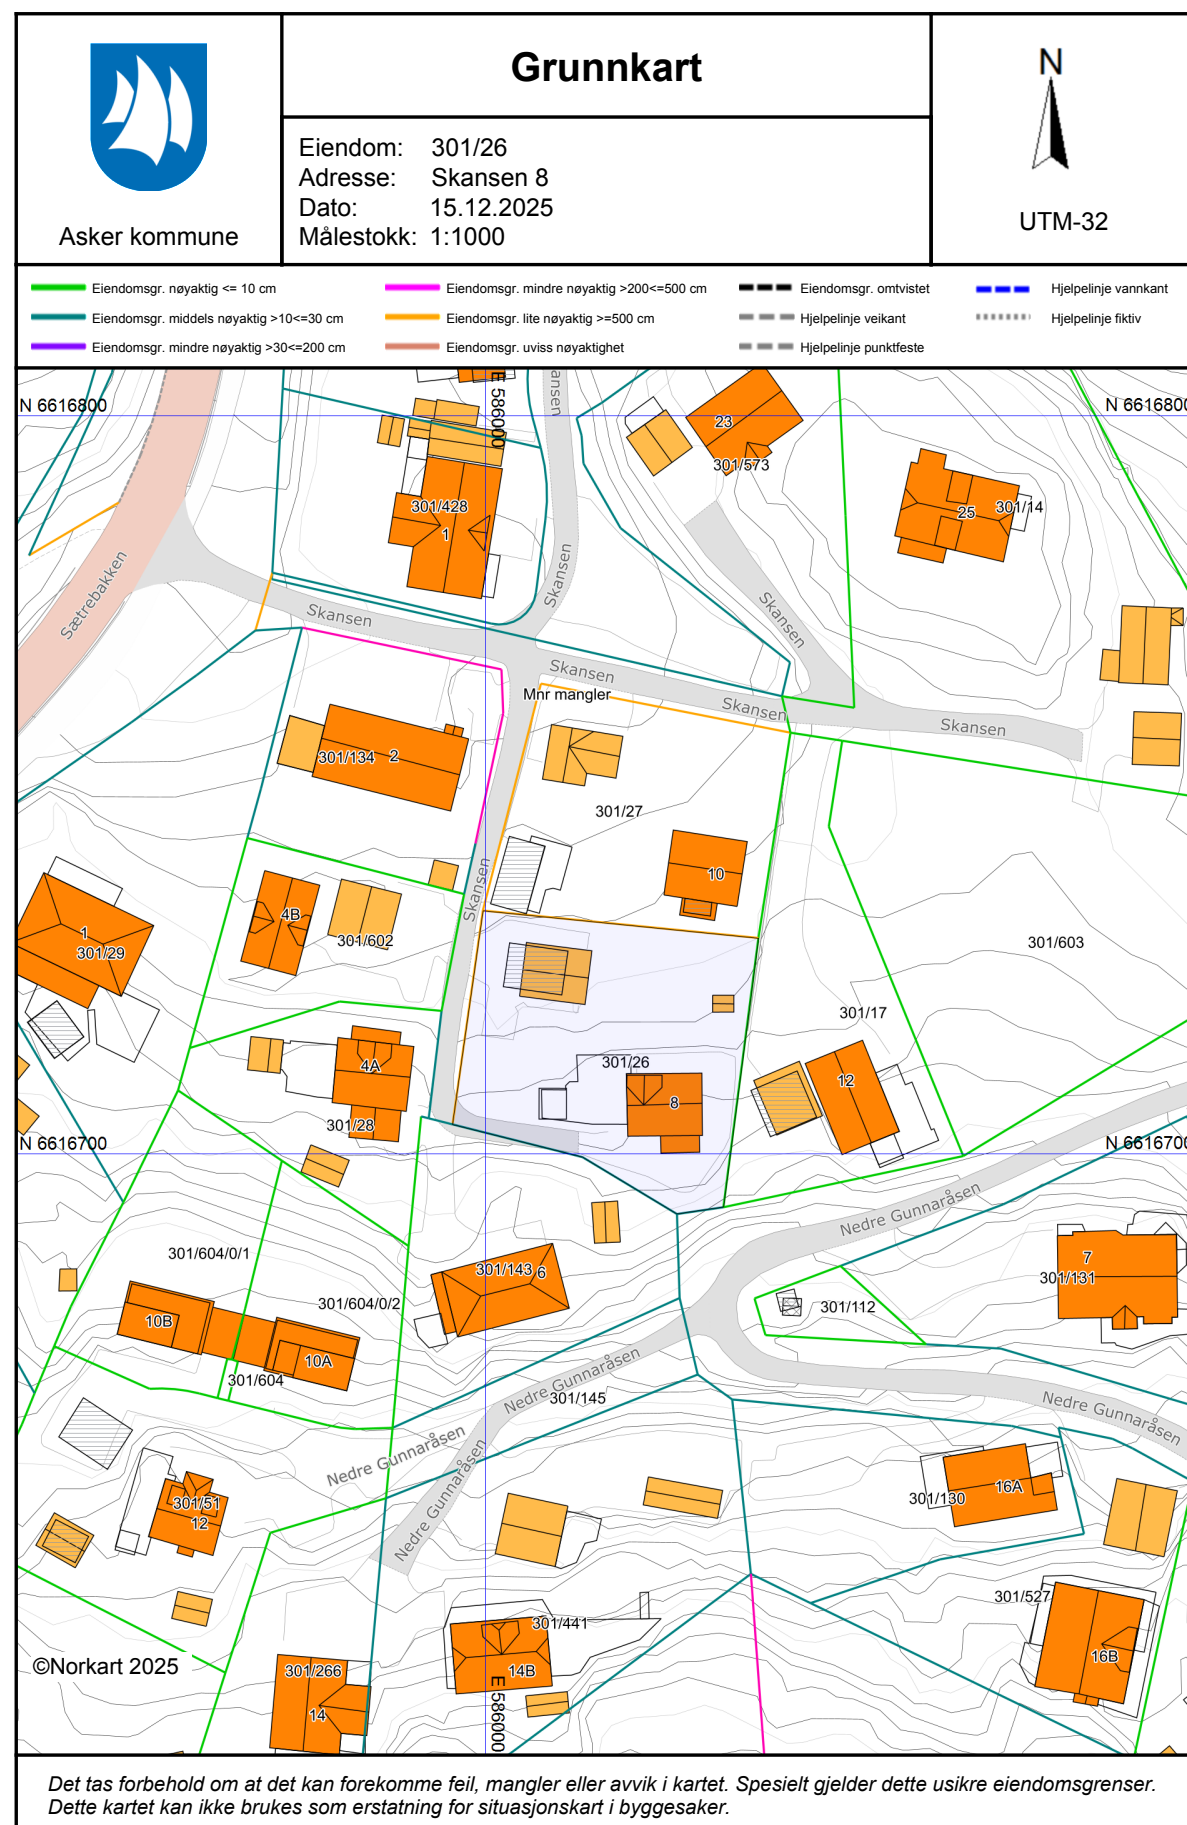 Grunnkart
Asker kommune
Eiendom: 301/26
Adresse: Skansen 8
Dato: 15.12.2025
Målestokk: 1:1000
N
UTM-32
Eiendomsgr. nøyaktig <= 10 cm
Eiendomsgr. middels nøyaktig >10<=30 cm
Eiendomsgr. mindre nøyaktig >30<=200 cm
Eiendomsgr. mindre nøyaktig >200<=500 cm
Eiendomsgr. lite nøyaktig >=500 cm
Eiendomsgr. uviss nøyaktighet
Eiendomsgr. omtvistet
Hjelpelinje veikant
Hjelpelinje punktfeste
Hjelpelinje vannkant
Hjelpelinje fiktiv
N 6616800
E 586000
ansen
N 6616800
23
301/573
301/428
1
25
301/14
Sætrebakken
Skansen
Skansen
Skansen
Skansen
Skansen
Skansen
Mnr mangler
301/134
2
301/27
10
Skansen
4B
301/602
1
301/29
301/603
301/17
4A
301/28
301/26
8
12
N 6616700
N 6616700
Nedre Gunnaråsen
301/604/0/1
301/604/0/2
301/143
6
7
301/131
301/112
10B
10A
301/604
Nedre Gunnaråsen
301/145
Nedre Gunnaråsen
Nedre Gunnaråsen
Nedre Gunnaråsen
301/51
12
16A
301/130
301/527
16B
301/441
14B
301/266
14
E 586000
©Norkart 2025
Det tas forbehold om at det kan forekomme feil, mangler eller avvik i kartet. Spesielt gjelder dette usikre eiendomsgrenser.
Dette kartet kan ikke brukes som erstatning for situasjonskart i byggesaker.